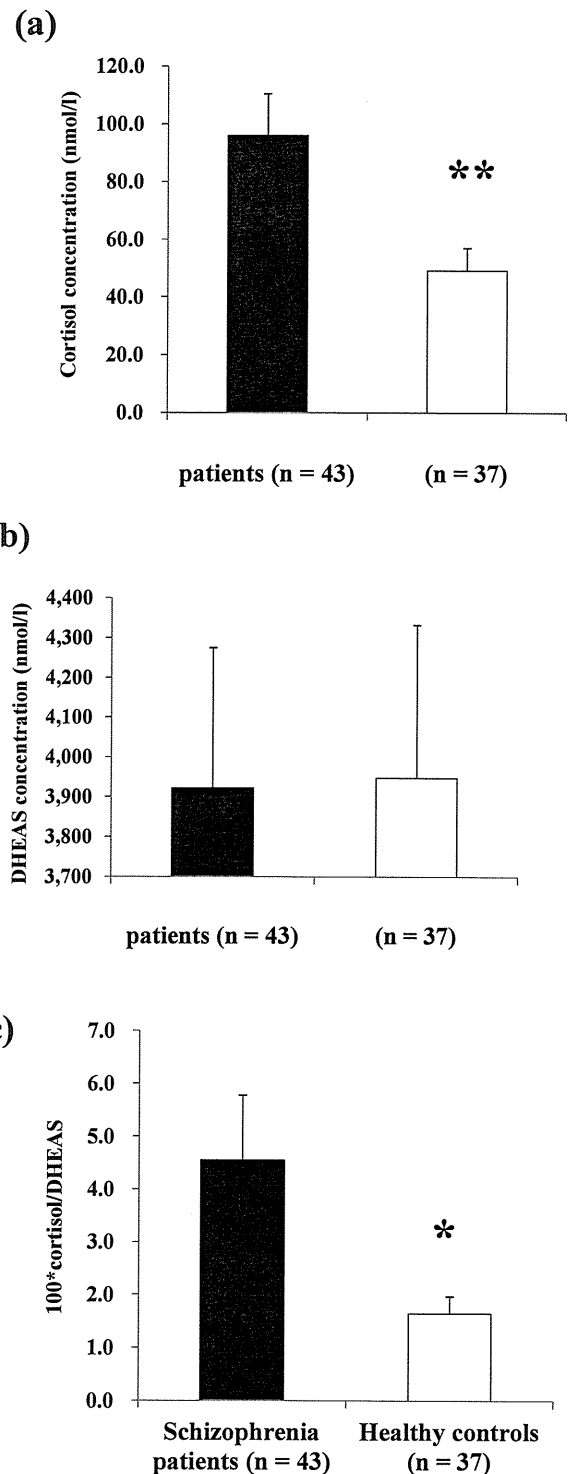 (a)
Cortisol concentration (nmol/l)
120.0
100.0
80.0
60.0
40.0
20.0
0.0
**
patients (n = 43)
(n = 37)
b)
DHEAS concentration (nmol/l)
4,400
4,300
4,200
4,100
4,000
3,900
3,800
3,700
patients (n = 43)
(n = 37)
c)
100*cortisol/DHEAS
7.0
6.0
5.0
4.0
3.0
2.0
1.0
0.0
*
Schizophrenia
patients (n = 43)
Healthy controls
(n = 37)